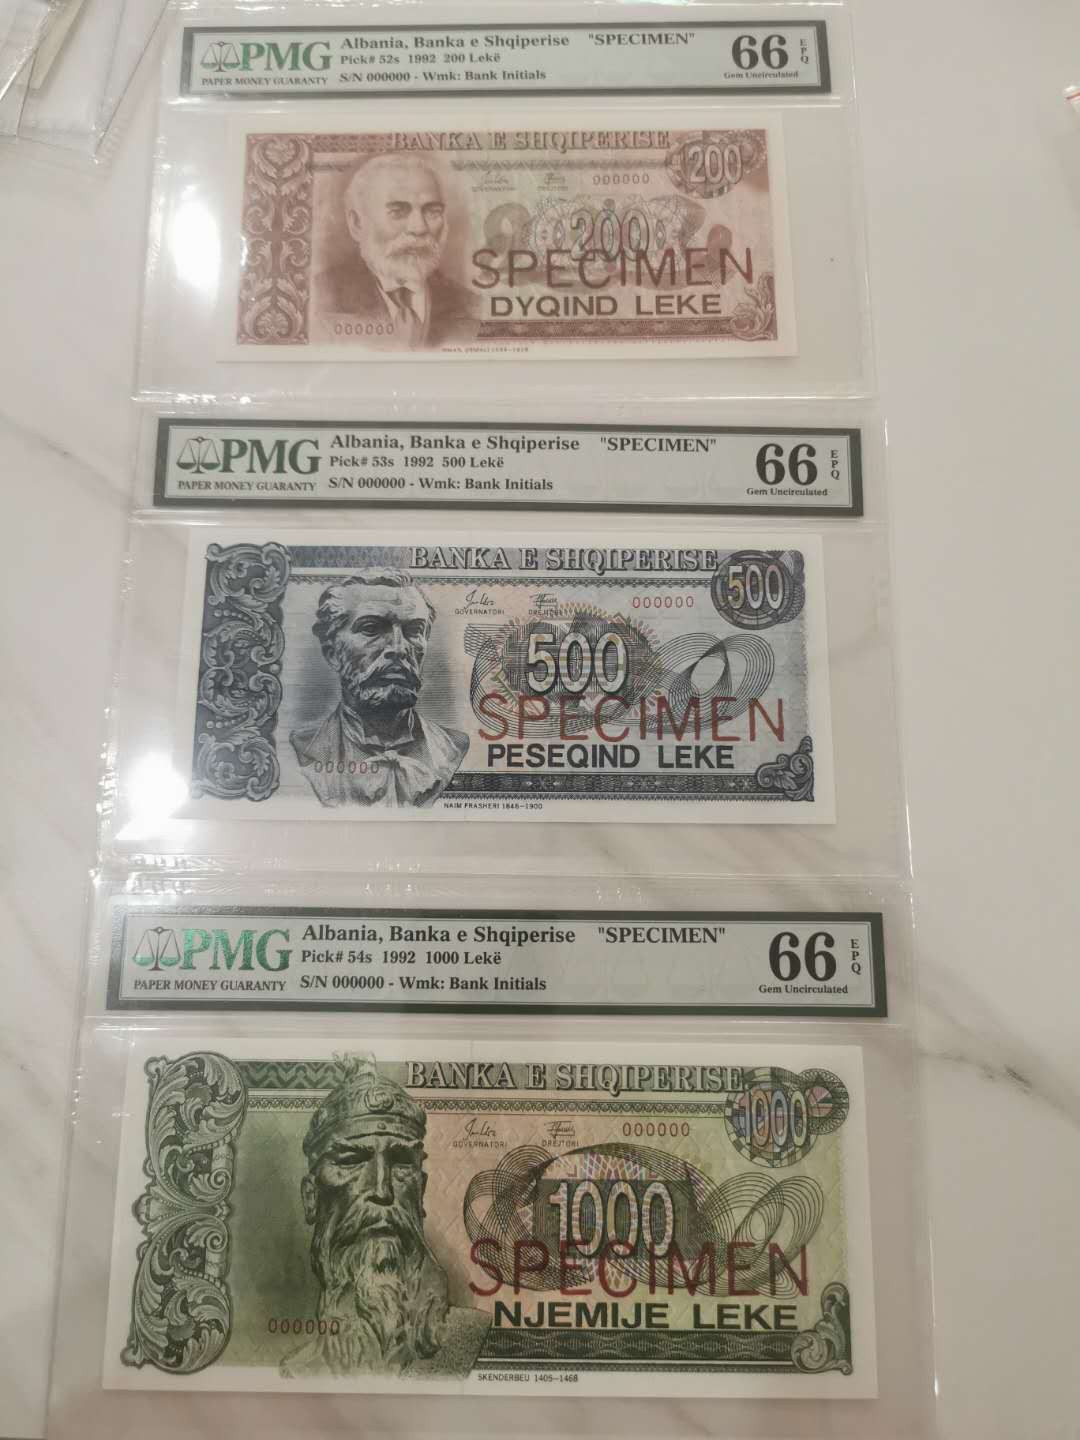 PMG
PAPER MONEY GUARANTY
Albania, Banka e Shqiperise "SPECIMEN"
Pick# 52s 1992 200 Lekë
S/N 000000 - Wmk: Bank Initials
66 EPQ
Gem Uncirculated
BANKA E SHQIPERISE
200
GOVERNATORI DREJTORI 000000
200
SPECIMEN
DYQIND LEKE
000000
PMG
PAPER MONEY GUARANTY
Albania, Banka e Shqiperise "SPECIMEN"
Pick# 53s 1992 500 Lekë
S/N 000000 - Wmk: Bank Initials
66 EPQ
Gem Uncirculated
BANKA E SHQIPERISE
500
GOVERNATORI DREJTORI 000000
500
SPECIMEN
PESEQIND LEKE
000000
NAIM FRASHERI 1846-1900
PMG
PAPER MONEY GUARANTY
Albania, Banka e Shqiperise "SPECIMEN"
Pick# 54s 1992 1000 Lekë
S/N 000000 - Wmk: Bank Initials
66 EPQ
Gem Uncirculated
BANKA E SHQIPERISE
1000
GOVERNATORI DREJTORI 000000
1000
SPECIMEN
NJEMIJE LEKE
000000
SKENDERBEU 1405-1468